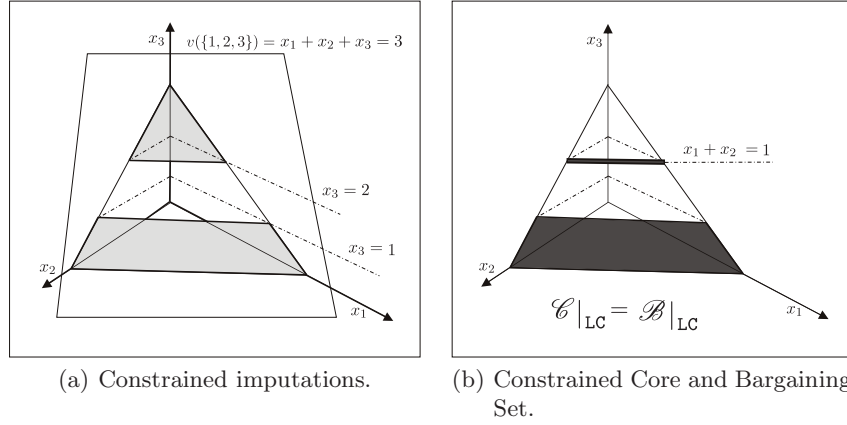 x₃
v({1, 2, 3}) = x₁ + x₂ + x₃ = 3
x₃ = 2
x₃ = 1
x₂
x₁
(a) Constrained imputations.
x₃
x₁ + x₂ = 1
x₂
x₁
𝒞|LC = ℬ|LC
(b) Constrained Core and Bargaining
Set.